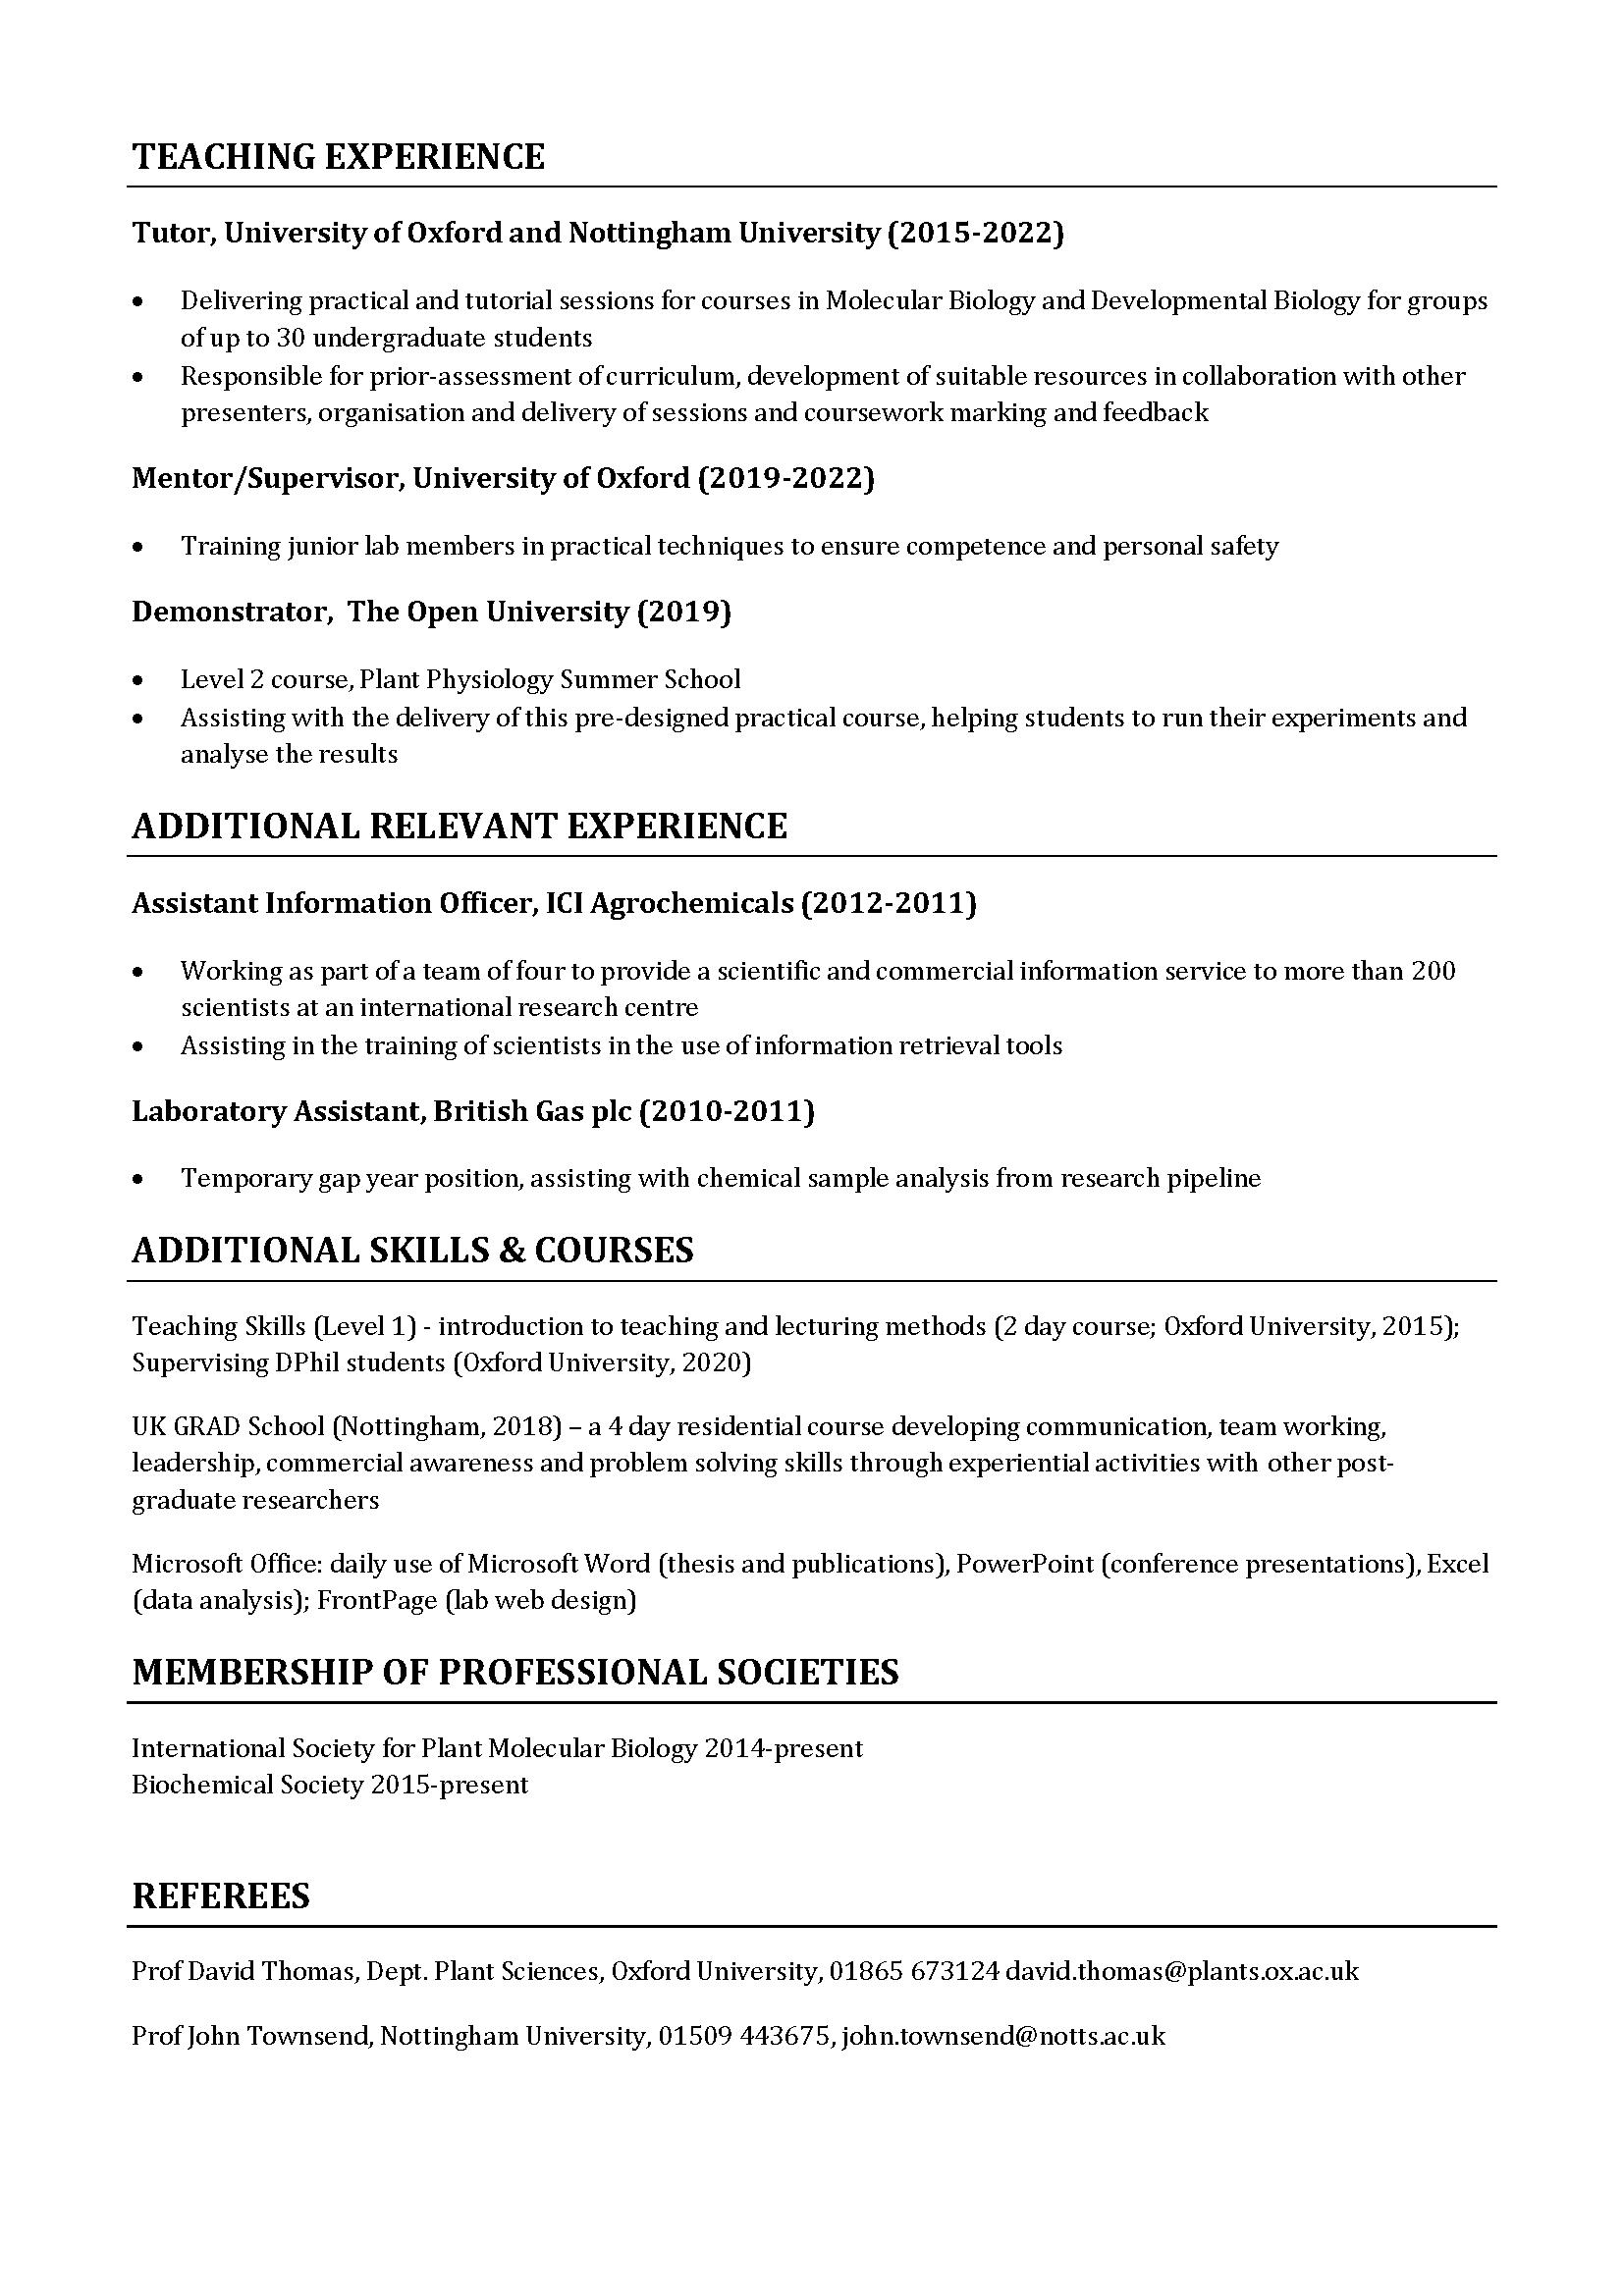 TEACHING EXPERIENCE
Tutor, University of Oxford and Nottingham University (2015-2022)
• Delivering practical and tutorial sessions for courses in Molecular Biology and Developmental Biology for groups
of up to 30 undergraduate students
• Responsible for prior-assessment of curriculum, development of suitable resources in collaboration with other
presenters, organisation and delivery of sessions and coursework marking and feedback
Mentor/Supervisor, University of Oxford (2019-2022)
• Training junior lab members in practical techniques to ensure competence and personal safety
Demonstrator, The Open University (2019)
• Level 2 course, Plant Physiology Summer School
• Assisting with the delivery of this pre-designed practical course, helping students to run their experiments and
analyse the results
ADDITIONAL RELEVANT EXPERIENCE
Assistant Information Officer, ICI Agrochemicals (2012-2011)
• Working as part of a team of four to provide a scientific and commercial information service to more than 200
scientists at an international research centre
• Assisting in the training of scientists in the use of information retrieval tools
Laboratory Assistant, British Gas plc (2010-2011)
• Temporary gap year position, assisting with chemical sample analysis from research pipeline
ADDITIONAL SKILLS & COURSES
Teaching Skills (Level 1) - introduction to teaching and lecturing methods (2 day course; Oxford University, 2015);
Supervising DPhil students (Oxford University, 2020)
UK GRAD School (Nottingham, 2018) – a 4 day residential course developing communication, team working,
leadership, commercial awareness and problem solving skills through experiential activities with other post-
graduate researchers
Microsoft Office: daily use of Microsoft Word (thesis and publications), PowerPoint (conference presentations), Excel
(data analysis); FrontPage (lab web design)
MEMBERSHIP OF PROFESSIONAL SOCIETIES
International Society for Plant Molecular Biology 2014-present
Biochemical Society 2015-present
REFEREES
Prof David Thomas, Dept. Plant Sciences, Oxford University, 01865 673124 david.thomas@plants.ox.ac.uk
Prof John Townsend, Nottingham University, 01509 443675, john.townsend@notts.ac.uk